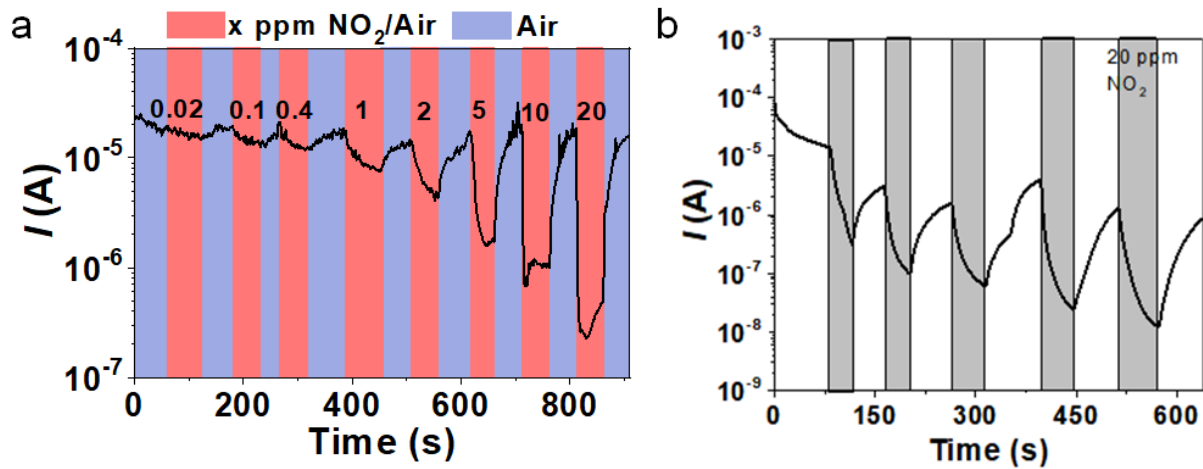 a
x ppm NO₂/Air Air
10⁻⁴
10⁻⁵
10⁻⁶
10⁻⁷
I (A)
0.02 0.1 0.4 1 2 5 10 20
0 200 400 600 800
Time (s)
b
10⁻³
10⁻⁴
10⁻⁵
10⁻⁶
10⁻⁷
10⁻⁸
10⁻⁹
I (A)
20 ppm
NO₂
0 150 300 450 600
Time (s)